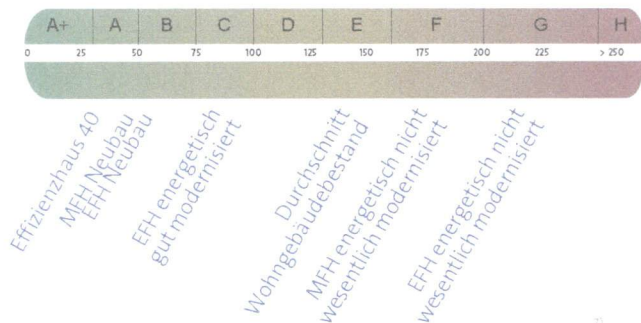 A+ A B C D E F G H
0 25 50 75 100 125 150 175 200 225 > 250
Effizienzhaus 40
MFH Neubau
EFH Neubau
EFH energetisch
gut modernisiert
Durchschnitt
Wohngebäudebestand
MFH energetisch nicht
wesentlich modernisiert
EFH energetisch nicht
wesentlich modernisiert